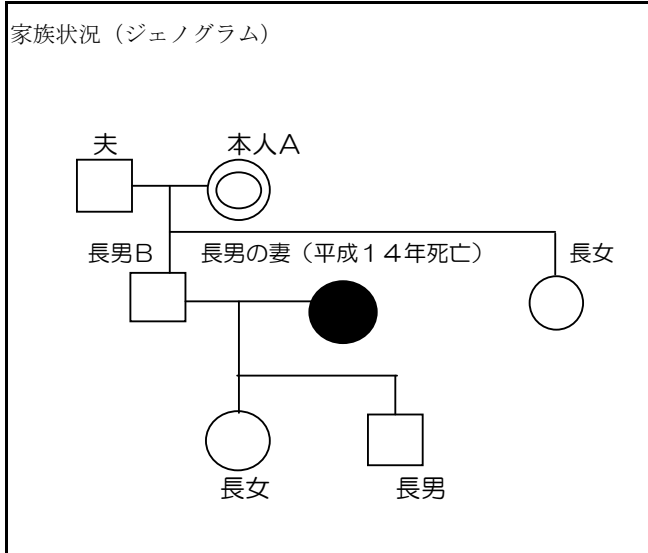 家族状況（ジェノグラム）
夫
本人A
長男B
長男の妻（平成１４年死亡）
長女
長女
長男